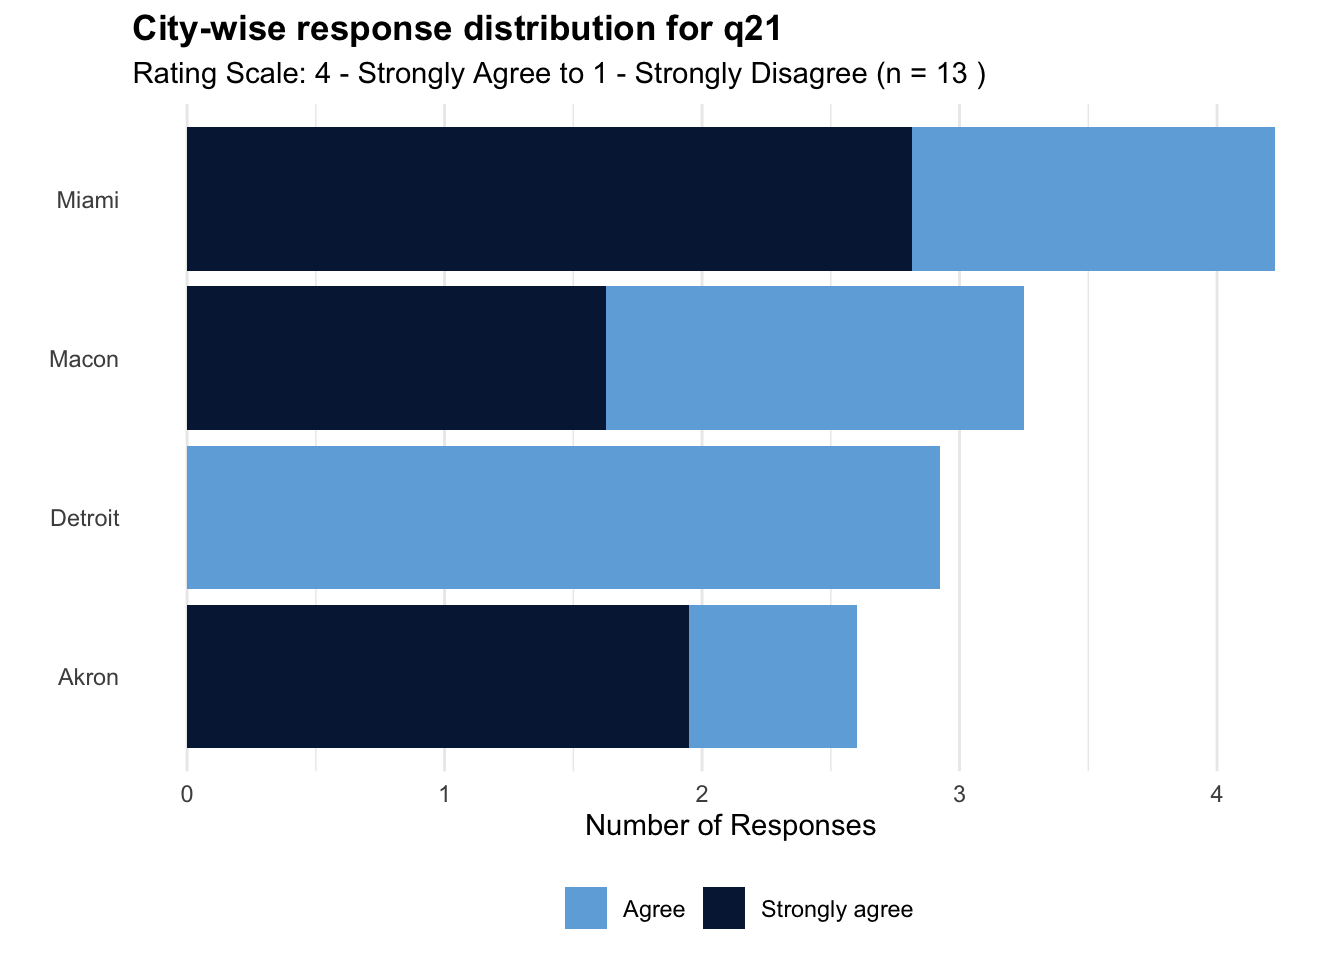 City-wise response distribution for q21
Rating Scale: 4 - Strongly Agree to 1 - Strongly Disagree (n = 13 )
Miami
Macon
Detroit
Akron
0 1 2 3 4
Number of Responses
Agree Strongly agree